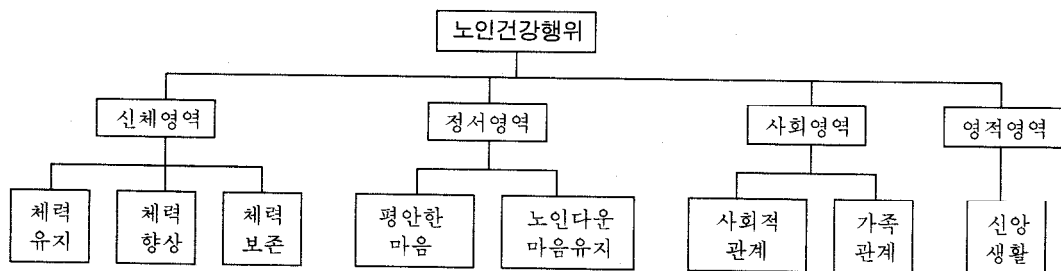 노인건강행위
신체영역
정서영역
사회영역
영적영역
체력
유지
체력
향상
체력
보존
평안한
마음
노인다운
마음유지
사회적
관계
가족
관계
신앙
생활